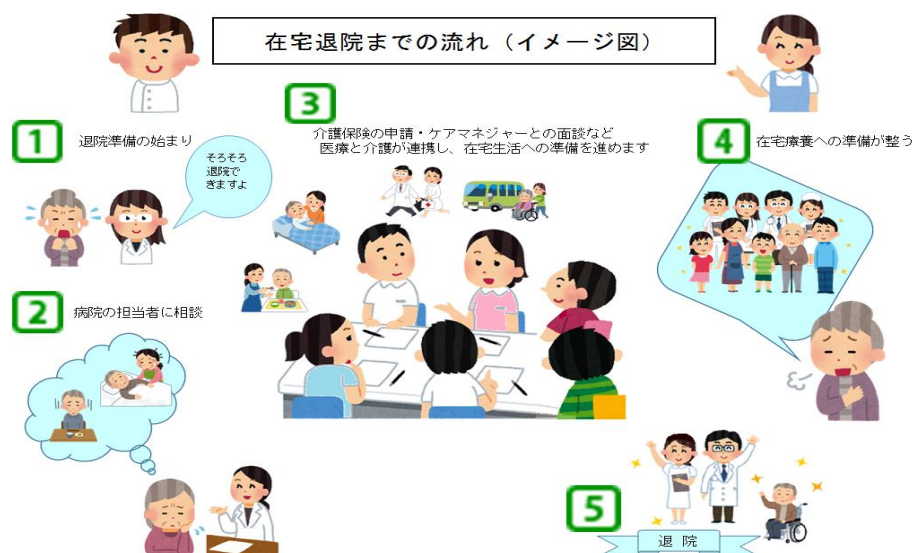 在宅退院までの流れ（イメージ図）
1 退院準備の始まり
そろそろ
退院で
きますよ
2 病院の担当者に相談
3
介護保険の申請・ケアマネジャーとの面談など
医療と介護が連携し、在宅生活への準備を進めます
4 在宅療養への準備が整う
5
退 院